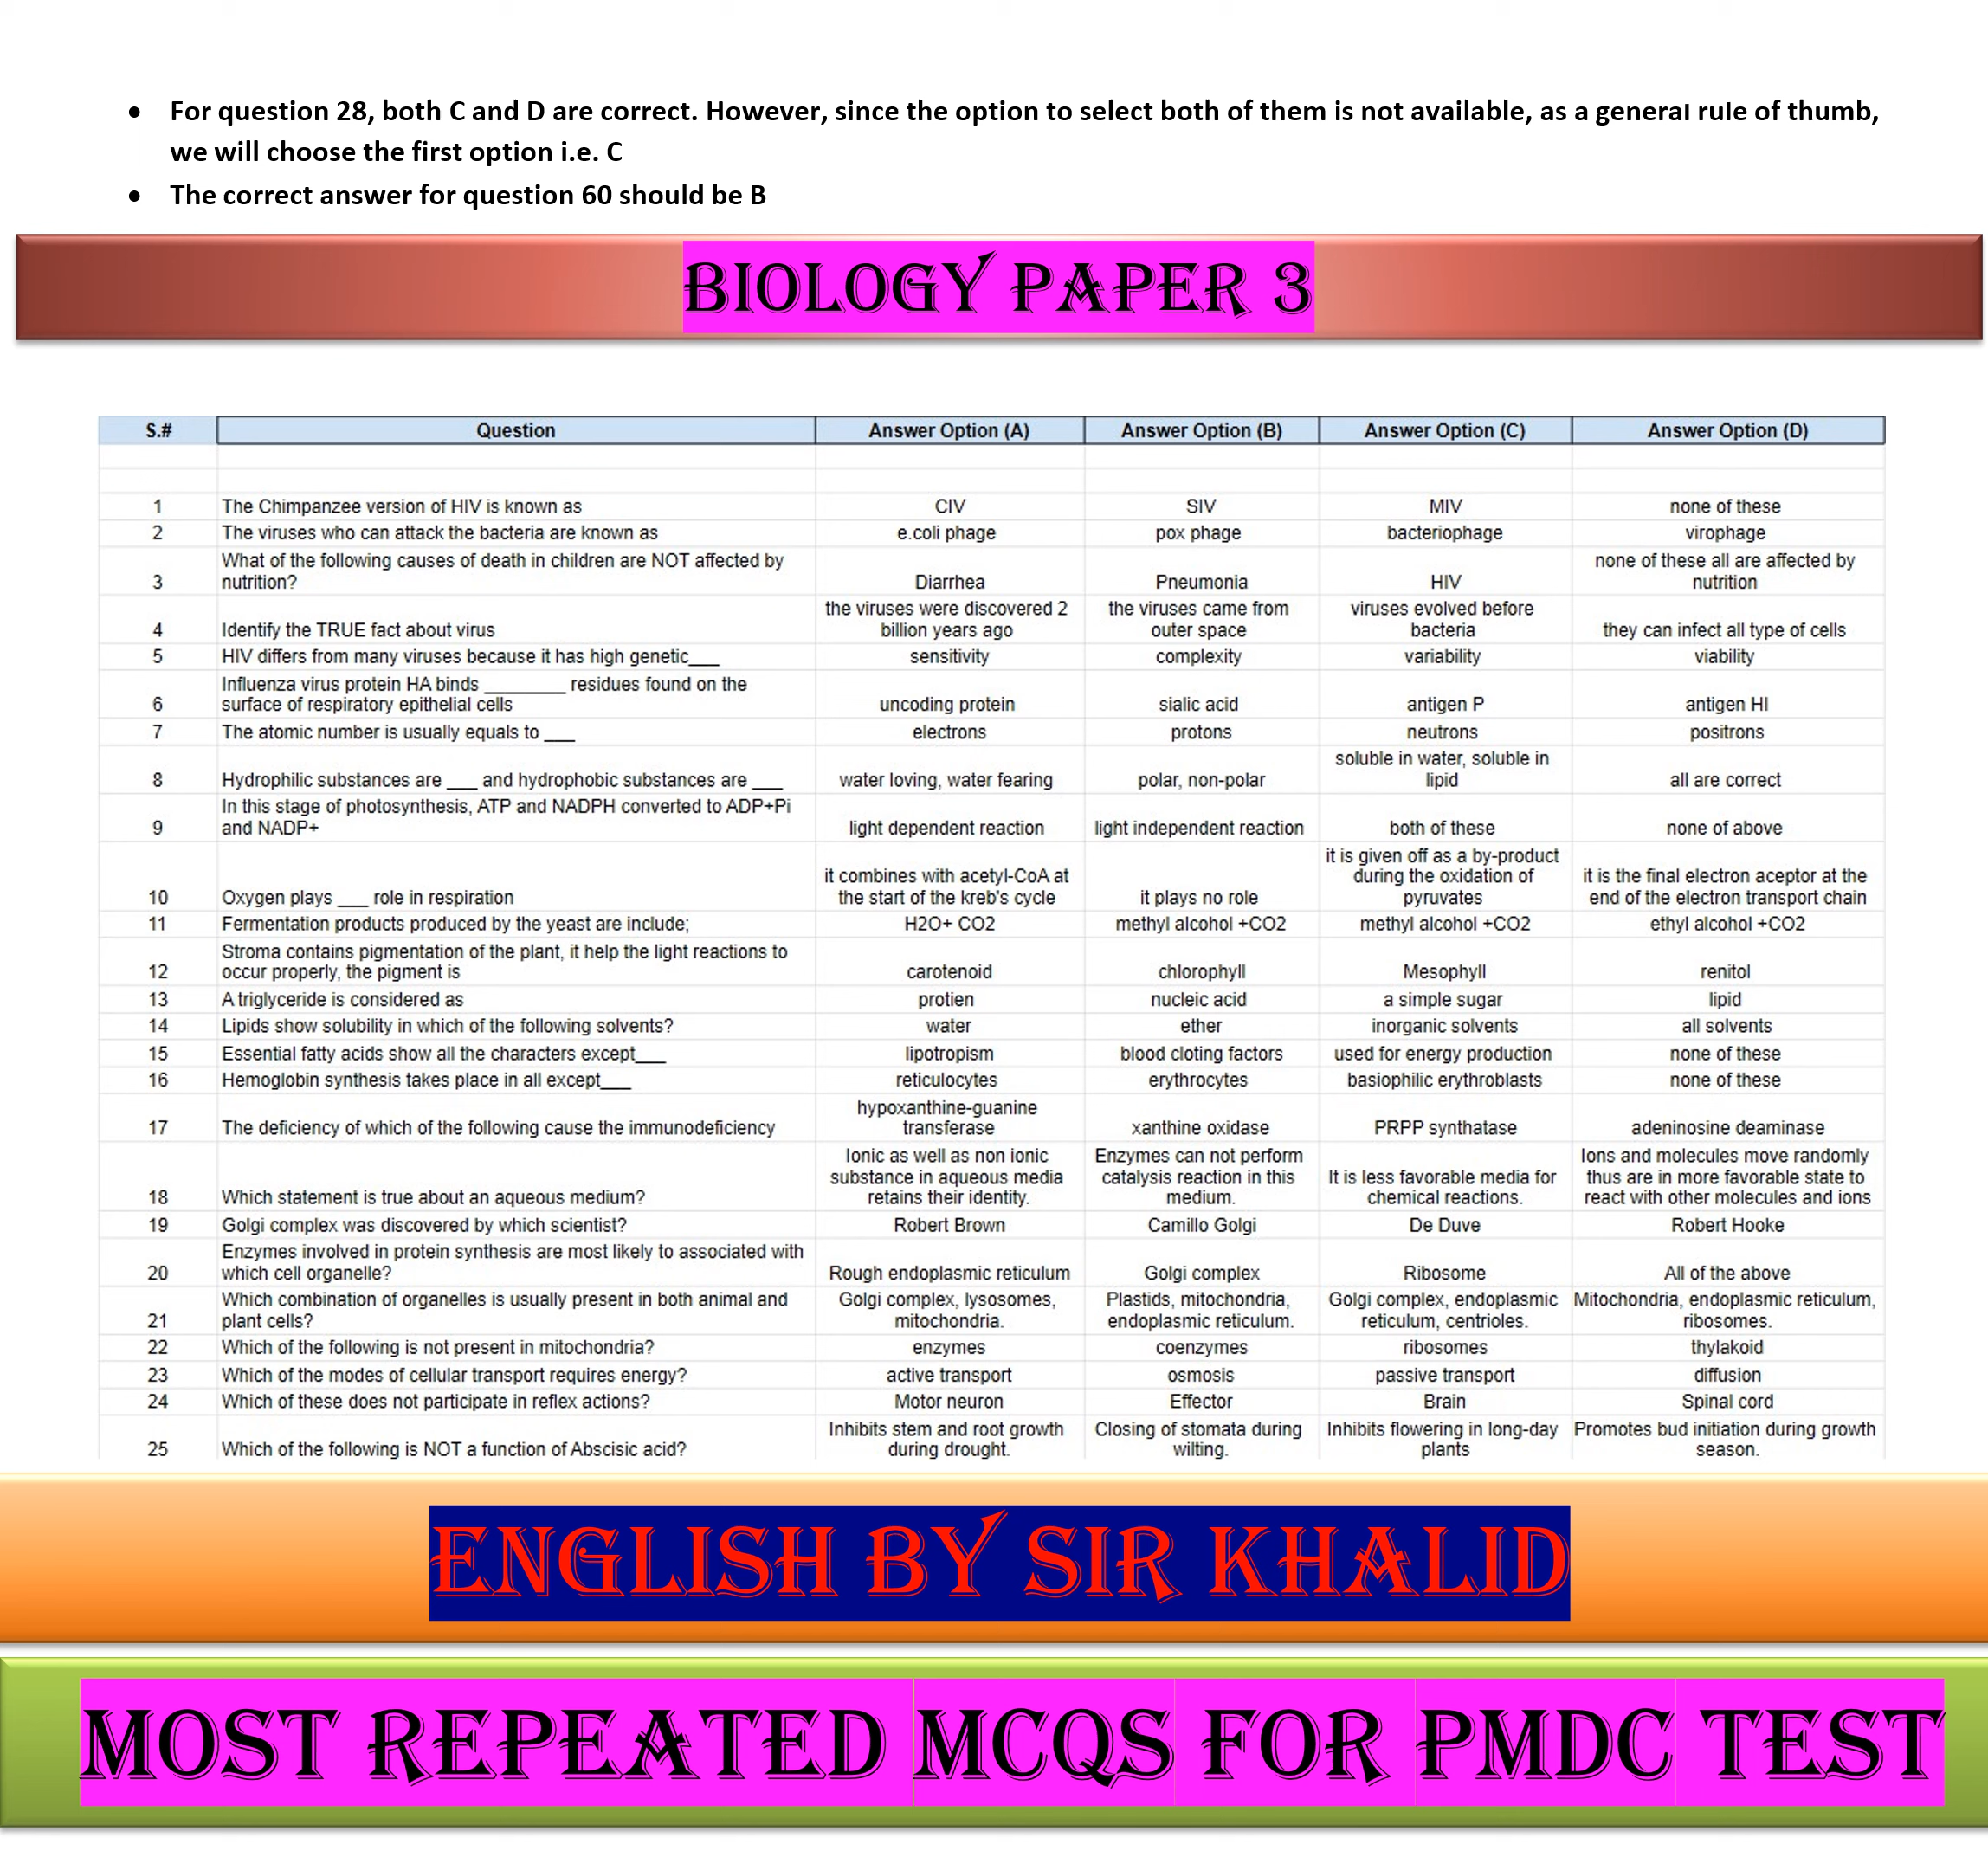 • For question 28, both C and D are correct. However, since the option to select both of them is not available, as a general rule of thumb,
we will choose the first option i.e. C
• The correct answer for question 60 should be B
BIOLOGY PAPER 3
S.# Question Answer Option (A) Answer Option (B) Answer Option (C) Answer Option (D)
1 The Chimpanzee version of HIV is known as CIV SIV MIV none of these
2 The viruses who can attack the bacteria are known as e.coli phage pox phage bacteriophage virophage
What of the following causes of death in children are NOT affected by none of these all are affected by
3 nutrition? Diarrhea Pneumonia HIV nutrition
the viruses were discovered 2 the viruses came from viruses evolved before
4 Identify the TRUE fact about virus billion years ago outer space bacteria they can infect all type of cells
5 HIV differs from many viruses because it has high genetic___ sensitivity complexity variability viability
Influenza virus protein HA binds ________ residues found on the
6 surface of respiratory epithelial cells uncoding protein sialic acid antigen P antigen HI
7 The atomic number is usually equals to ___ electrons protons neutrons positrons
soluble in water, soluble in
8 Hydrophilic substances are ___ and hydrophobic substances are ___ water loving, water fearing polar, non-polar lipid all are correct
In this stage of photosynthesis, ATP and NADPH converted to ADP+Pi
9 and NADP+ light dependent reaction light independent reaction both of these none of above
it is given off as a by-product
it combines with acetyl-CoA at during the oxidation of it is the final electron aceptor at the
10 Oxygen plays ___ role in respiration the start of the kreb's cycle it plays no role pyruvates end of the electron transport chain
11 Fermentation products produced by the yeast are include; H2O+ CO2 methyl alcohol +CO2 methyl alcohol +CO2 ethyl alcohol +CO2
Stroma contains pigmentation of the plant, it help the light reactions to
12 occur properly, the pigment is carotenoid chlorophyll Mesophyll renitol
13 A triglyceride is considered as protien nucleic acid a simple sugar lipid
14 Lipids show solubility in which of the following solvents? water ether inorganic solvents all solvents
15 Essential fatty acids show all the characters except___ lipotropism blood cloting factors used for energy production none of these
16 Hemoglobin synthesis takes place in all except___ reticulocytes erythrocytes basiophilic erythroblasts none of these
hypoxanthine-guanine
17 The deficiency of which of the following cause the immunodeficiency transferase xanthine oxidase PRPP synthatase adeninosine deaminase
Ionic as well as non ionic Enzymes can not perform Ions and molecules move randomly
substance in aqueous media catalysis reaction in this It is less favorable media for thus are in more favorable state to
18 Which statement is true about an aqueous medium? retains their identity. medium. chemical reactions. react with other molecules and ions
19 Golgi complex was discovered by which scientist? Robert Brown Camillo Golgi De Duve Robert Hooke
Enzymes involved in protein synthesis are most likely to associated with
20 which cell organelle? Rough endoplasmic reticulum Golgi complex Ribosome All of the above
Which combination of organelles is usually present in both animal and Golgi complex, lysosomes, Plastids, mitochondria, Golgi complex, endoplasmic Mitochondria, endoplasmic reticulum,
21 plant cells? mitochondria. endoplasmic reticulum. reticulum, centrioles. ribosomes.
22 Which of the following is not present in mitochondria? enzymes coenzymes ribosomes thylakoid
23 Which of the modes of cellular transport requires energy? active transport osmosis passive transport diffusion
24 Which of these does not participate in reflex actions? Motor neuron Effector Brain Spinal cord
Inhibits stem and root growth Closing of stomata during Inhibits flowering in long-day Promotes bud initiation during growth
25 Which of the following is NOT a function of Abscisic acid? during drought. wilting. plants season.
ENGLISH BY SIR KHALID
MOST REPEATED MCQS FOR PMDC TEST